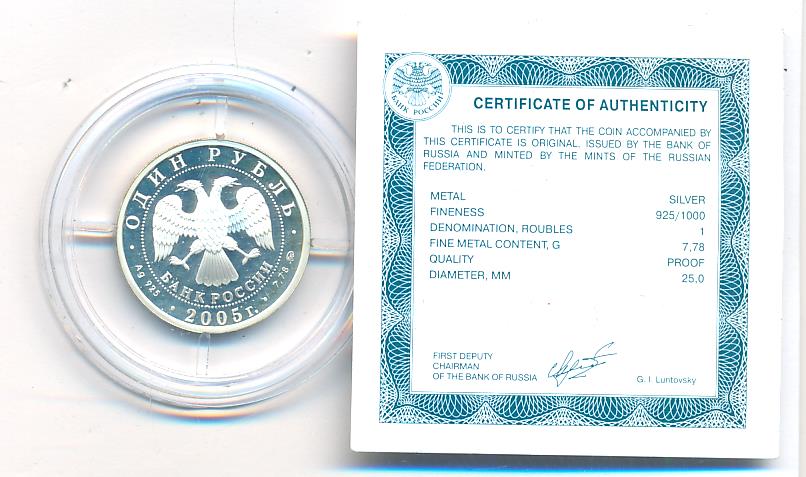 ОДИН РУБЛЬ
БАНК РОССИИ
Ag 925
7,78
2005 г.
БАНК РОССИИ
CERTIFICATE OF AUTHENTICITY
THIS IS TO CERTIFY THAT THE COIN ACCOMPANIED BY
THIS CERTIFICATE IS ORIGINAL. ISSUED BY THE BANK OF
RUSSIA AND MINTED BY THE MINTS OF THE RUSSIAN
FEDERATION.
METAL SILVER
FINENESS 925/1000
DENOMINATION, ROUBLES 1
FINE METAL CONTENT, G 7,78
QUALITY PROOF
DIAMETER, MM 25.0
FIRST DEPUTY
CHAIRMAN
OF THE BANK OF RUSSIA
G. I Luntovsky